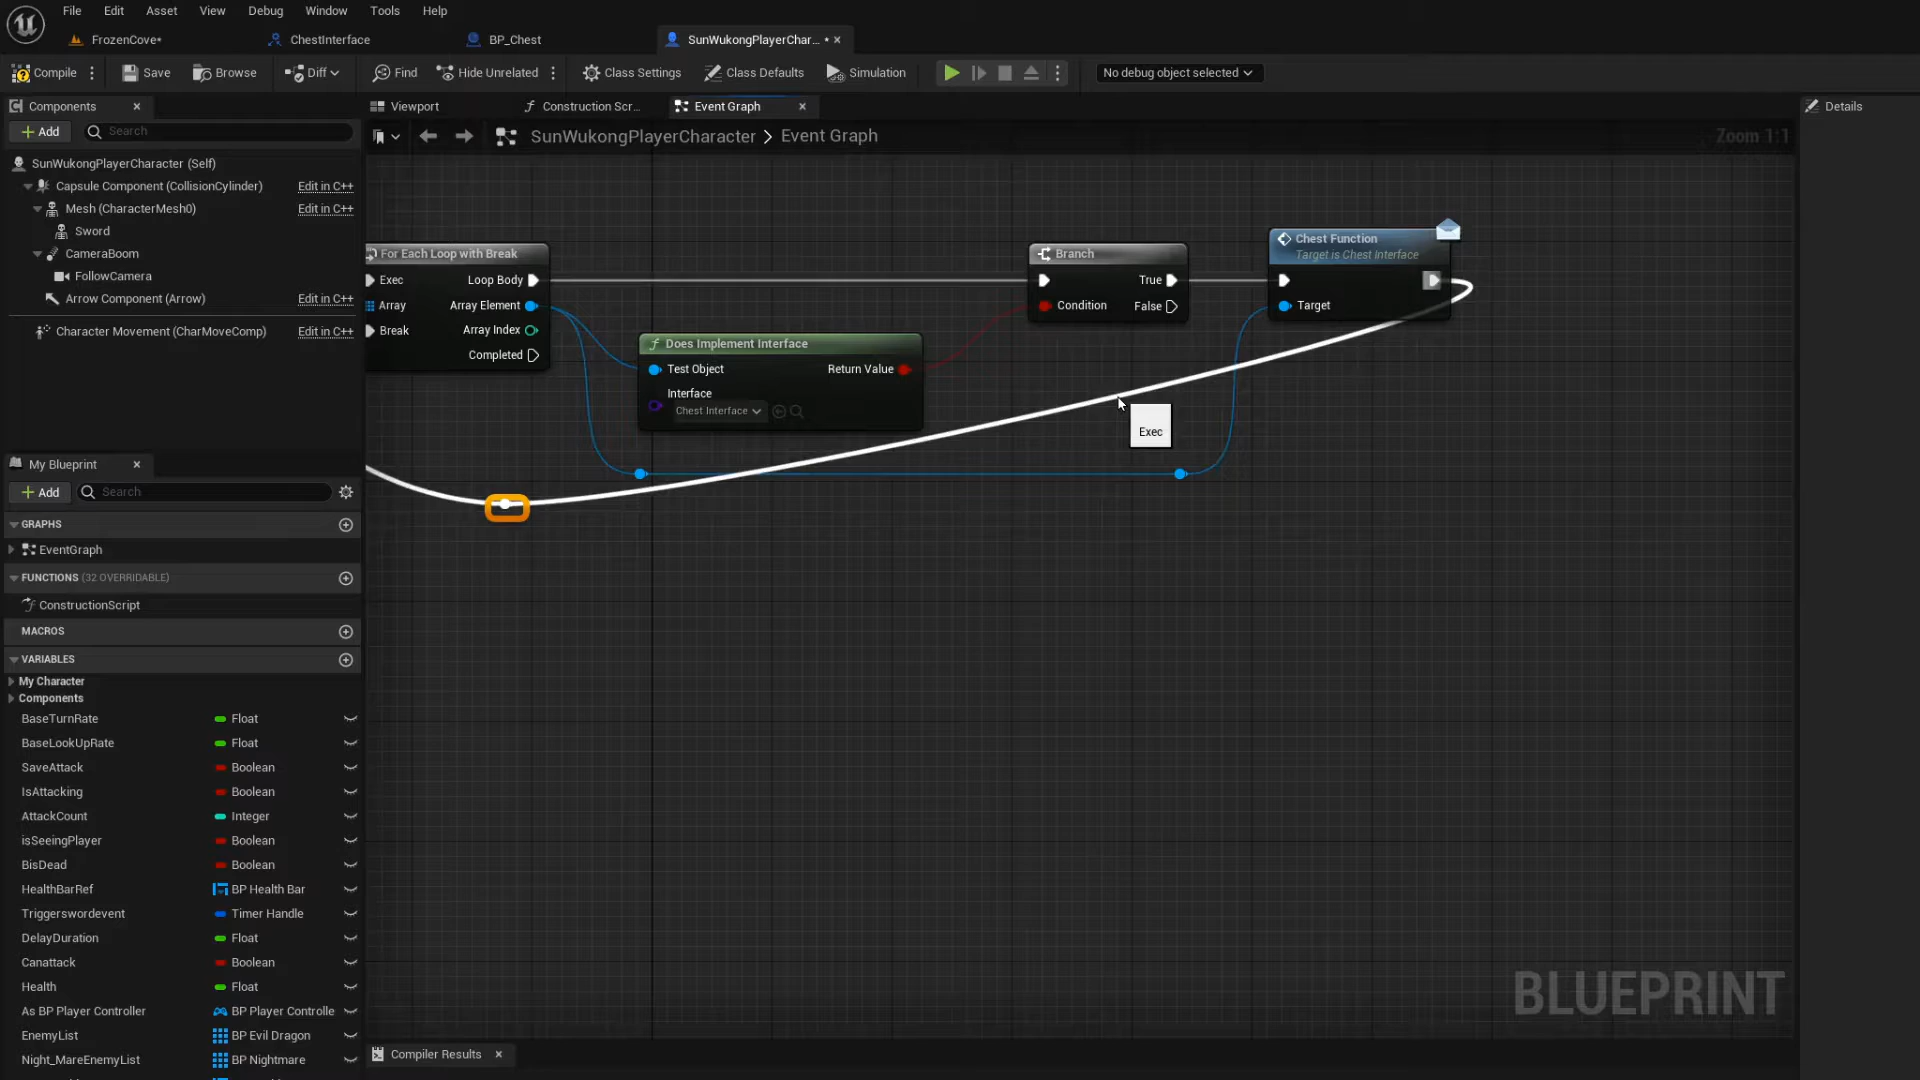 File Edit Asset View Debug Window Tools Help
FrozenCove* ChestInterface BP_Chest SunWukongPlayerChar... *
Compile Save Browse Diff Find Hide Unrelated Class Settings Class Defaults Simulation No debug object selected
Components Viewport Construction Scr... Event Graph Details
Add Search SunWukongPlayerCharacter > Event Graph Zoom 1:1
SunWukongPlayerCharacter (Self)
Capsule Component (CollisionCylinder) Edit in C++
Mesh (CharacterMesh0) Edit in C++
Sword
CameraBoom
FollowCamera
Arrow Component (Arrow) Edit in C++
Character Movement (CharMoveComp) Edit in C++
For Each Loop with Break
Exec Loop Body
Array Array Element
Break Array Index
Completed
Does Implement Interface
Test Object Return Value
Interface
Chest Interface
Branch
True
Condition False
Chest Function
Target is Chest Interface
Target
Exec
My Blueprint
Add Search
GRAPHS
EventGraph
FUNCTIONS (32 OVERRIDABLE)
ConstructionScript
MACROS
VARIABLES
My Character
Components
BaseTurnRate Float
BaseLookUpRate Float
SaveAttack Boolean
IsAttacking Boolean
AttackCount Integer
isSeeingPlayer Boolean
BisDead Boolean
HealthBarRef BP Health Bar
Triggerswordevent Timer Handle
DelayDuration Float
Canattack Boolean
Health Float
As BP Player Controller BP Player Controlle
EnemyList BP Evil Dragon
Night_MareEnemyList BP Nightmare
BLUEPRINT
Compiler Results